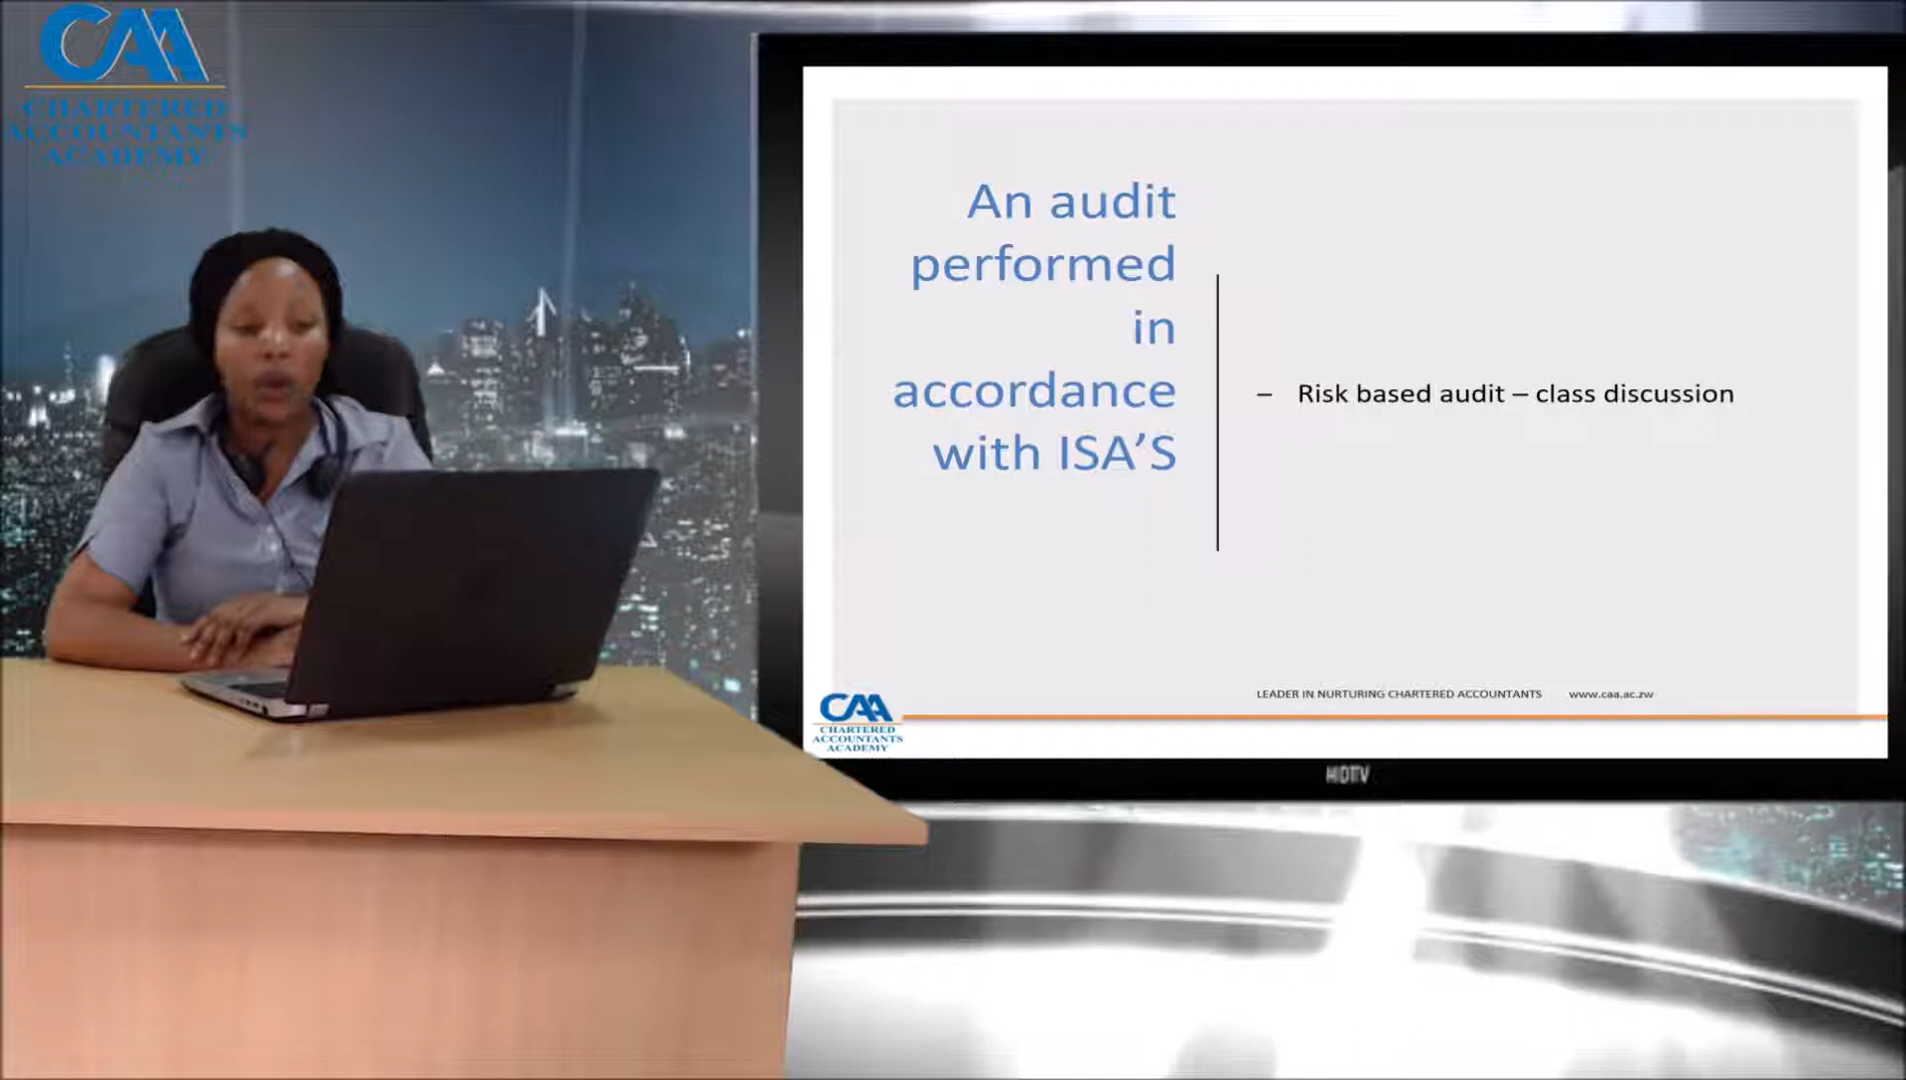 CAA
CHARTERED
ACCOUNTANTS
ACADEMY
An audit
performed
in
accordance
with ISA’S
– Risk based audit – class discussion
LEADER IN NURTURING CHARTERED ACCOUNTANTS www.caa.ac.zw
CAA
CHARTERED
ACCOUNTANTS
ACADEMY
HDTV